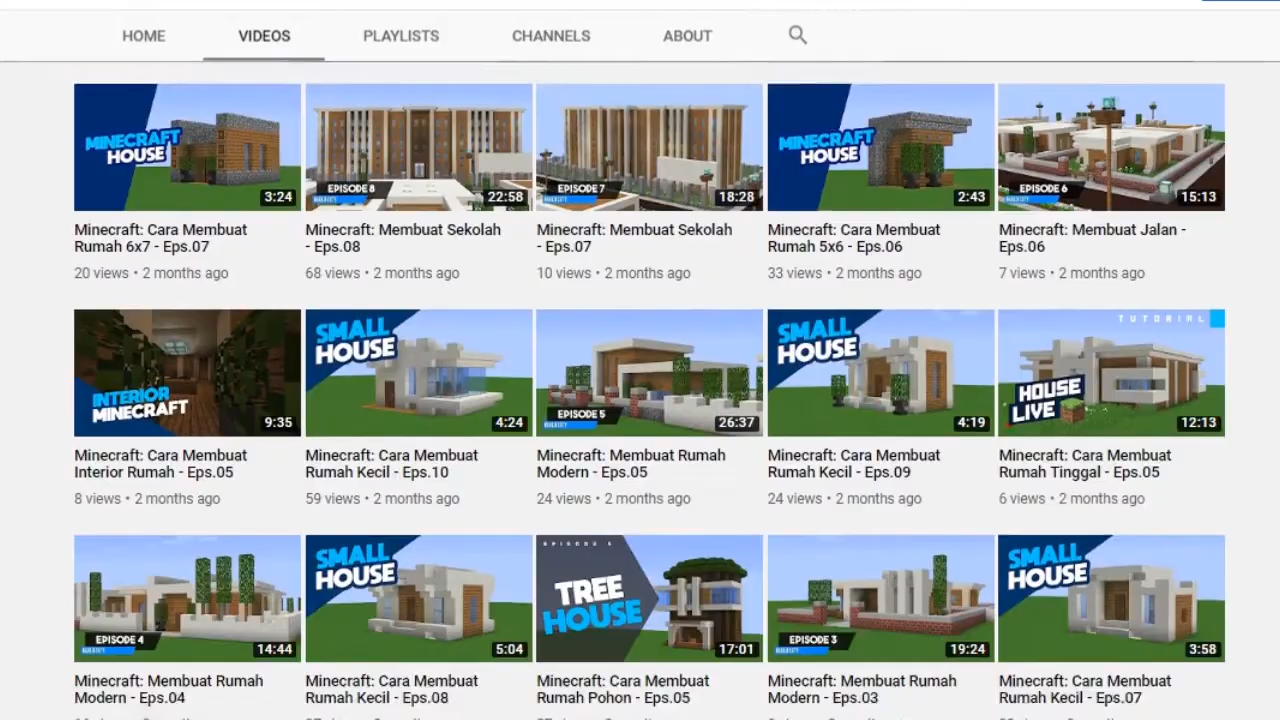 HOME VIDEOS PLAYLISTS CHANNELS ABOUT
MINECRAFT
HOUSE
3:24
EPISODE 8
22:58
EPISODE 7
18:28
MINECRAFT
HOUSE
2:43
EPISODE 6
15:13
Minecraft: Cara Membuat
Rumah 6x7 - Eps.07
20 views • 2 months ago
Minecraft: Membuat Sekolah
- Eps.08
68 views • 2 months ago
Minecraft: Membuat Sekolah
- Eps.07
10 views • 2 months ago
Minecraft: Cara Membuat
Rumah 5x6 - Eps.06
33 views • 2 months ago
Minecraft: Membuat Jalan -
Eps.06
7 views • 2 months ago
INTERIOR
MINECRAFT
9:35
SMALL
HOUSE
4:24
EPISODE 5
26:37
SMALL
HOUSE
4:19
TUTORIAL
HOUSE
LIVE
12:13
Minecraft: Cara Membuat
Interior Rumah - Eps.05
8 views • 2 months ago
Minecraft: Cara Membuat
Rumah Kecil - Eps.10
59 views • 2 months ago
Minecraft: Membuat Rumah
Modern - Eps.05
24 views • 2 months ago
Minecraft: Cara Membuat
Rumah Kecil - Eps.09
24 views • 2 months ago
Minecraft: Cara Membuat
Rumah Tinggal - Eps.05
6 views • 2 months ago
EPISODE 4
14:44
SMALL
HOUSE
5:04
EPISODE
TREE
HOUSE
17:01
EPISODE 3
19:24
SMALL
HOUSE
3:58
Minecraft: Membuat Rumah
Modern - Eps.04
Minecraft: Cara Membuat
Rumah Kecil - Eps.08
Minecraft: Cara Membuat
Rumah Pohon - Eps.05
Minecraft: Membuat Rumah
Modern - Eps.03
Minecraft: Cara Membuat
Rumah Kecil - Eps.07